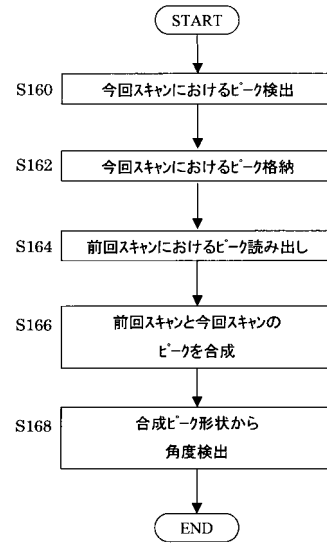 START
S160 今回スキャンにおけるピーク検出
S162 今回スキャンにおけるピーク格納
S164 前回スキャンにおけるピーク読み出し
S166 前回スキャンと今回スキャンの
ピークを合成
S168 合成ピーク形状から
角度検出
END